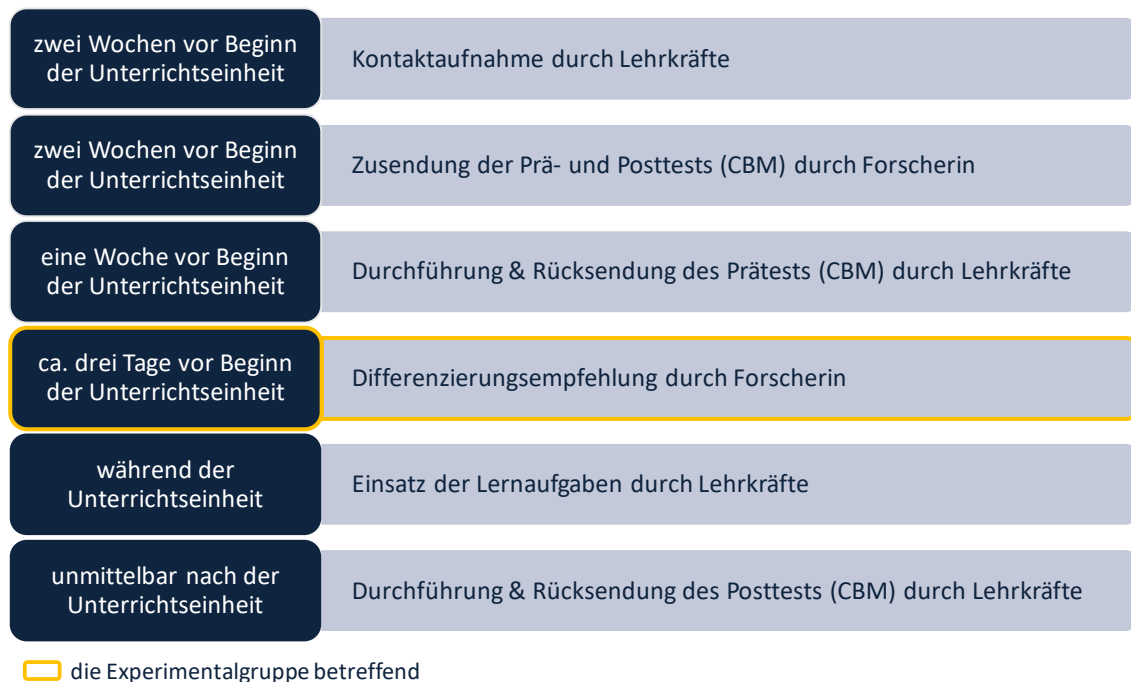 zwei Wochen vor Beginn
der Unterrichtseinheit
Kontaktaufnahme durch Lehrkräfte
zwei Wochen vor Beginn
der Unterrichtseinheit
Zusendung der Prä- und Posttests (CBM) durch Forscherin
eine Woche vor Beginn
der Unterrichtseinheit
Durchführung & Rücksendung des Prätests (CBM) durch Lehrkräfte
ca. drei Tage vor Beginn
der Unterrichtseinheit
Differenzierungsempfehlung durch Forscherin
während der
Unterrichtseinheit
Einsatz der Lernaufgaben durch Lehrkräfte
unmittelbar nach der
Unterrichtseinheit
Durchführung & Rücksendung des Posttests (CBM) durch Lehrkräfte
die Experimentalgruppe betreffend